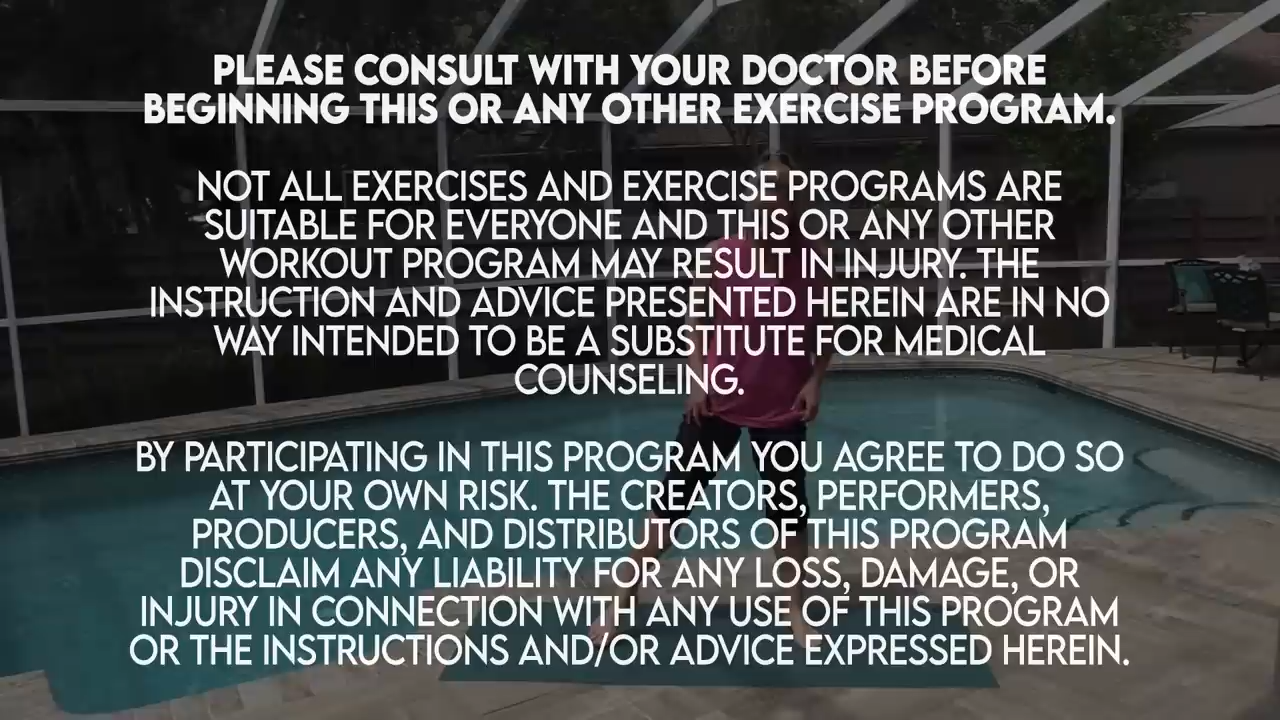 PLEASE CONSULT WITH YOUR DOCTOR BEFORE
BEGINNING THIS OR ANY OTHER EXERCISE PROGRAM.
NOT ALL EXERCISES AND EXERCISE PROGRAMS ARE
SUITABLE FOR EVERYONE AND THIS OR ANY OTHER
WORKOUT PROGRAM MAY RESULT IN INJURY. THE
INSTRUCTION AND ADVICE PRESENTED HEREIN ARE IN NO
WAY INTENDED TO BE A SUBSTITUTE FOR MEDICAL
COUNSELING.
BY PARTICIPATING IN THIS PROGRAM YOU AGREE TO DO SO
AT YOUR OWN RISK. THE CREATORS, PERFORMERS,
PRODUCERS, AND DISTRIBUTORS OF THIS PROGRAM
DISCLAIM ANY LIABILITY FOR ANY LOSS, DAMAGE, OR
INJURY IN CONNECTION WITH ANY USE OF THIS PROGRAM
OR THE INSTRUCTIONS AND/OR ADVICE EXPRESSED HEREIN.